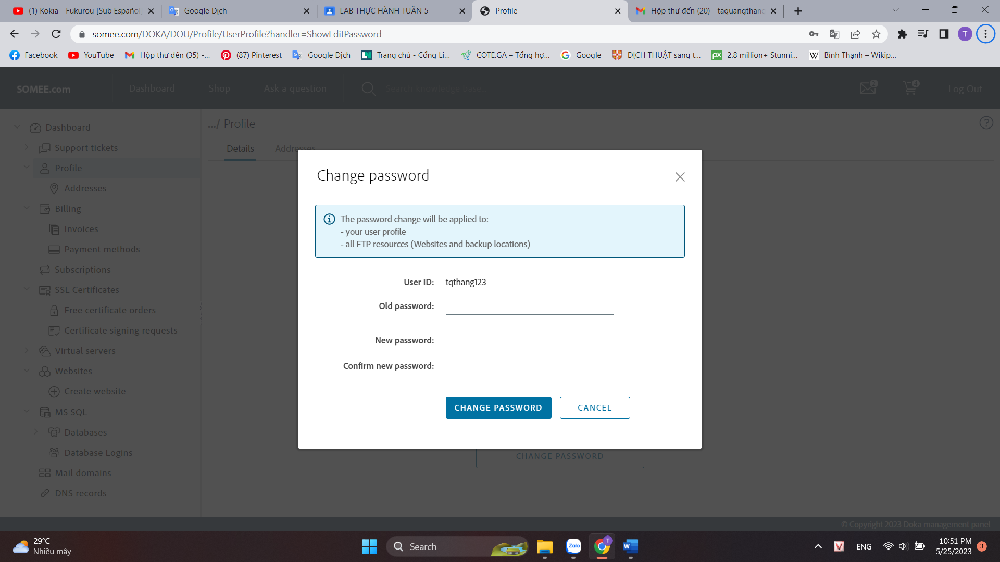 (1) Kokia - Fukurou [Sub Español]
Google Dịch
LAB THỰC HÀNH TUẦN 5
Profile
Hộp thư đến (20) - taquangthang
somee.com/DOKA/DOU/Profile/UserProfile?handler=ShowEditPassword
T
Facebook
YouTube
Hộp thư đến (35) -...
(87) Pinterest
Google Dịch
Trang chủ - Cổng Li...
COTE.GA – Tổng hợ...
Google
DỊCH THUẬT sang t...
2.8 million+ Stunni...
Bình Thạnh – Wikip...
SOMEE.com
Dashboard
Shop
Ask a question
Search knowledge base...
2
4
Log Out
Dashboard
Support tickets
Profile
Addresses
Billing
Invoices
Payment methods
Subscriptions
SSL Certificates
Free certificate orders
Certificate signing requests
Virtual servers
Websites
Create website
MS SQL
Databases
Database Logins
Mail domains
DNS records
.../ Profile
Details
Addresses
Change password
The password change will be applied to:
- your user profile
- all FTP resources (Websites and backup locations)
User ID: tqthang123
Old password:
New password:
Confirm new password:
CHANGE PASSWORD
CANCEL
CHANGE PASSWORD
© Copyright 2023 Doka management panel
29°C
Nhiều mây
Search
Zalo
T
W
V
ENG
10:51 PM
5/25/2023
3